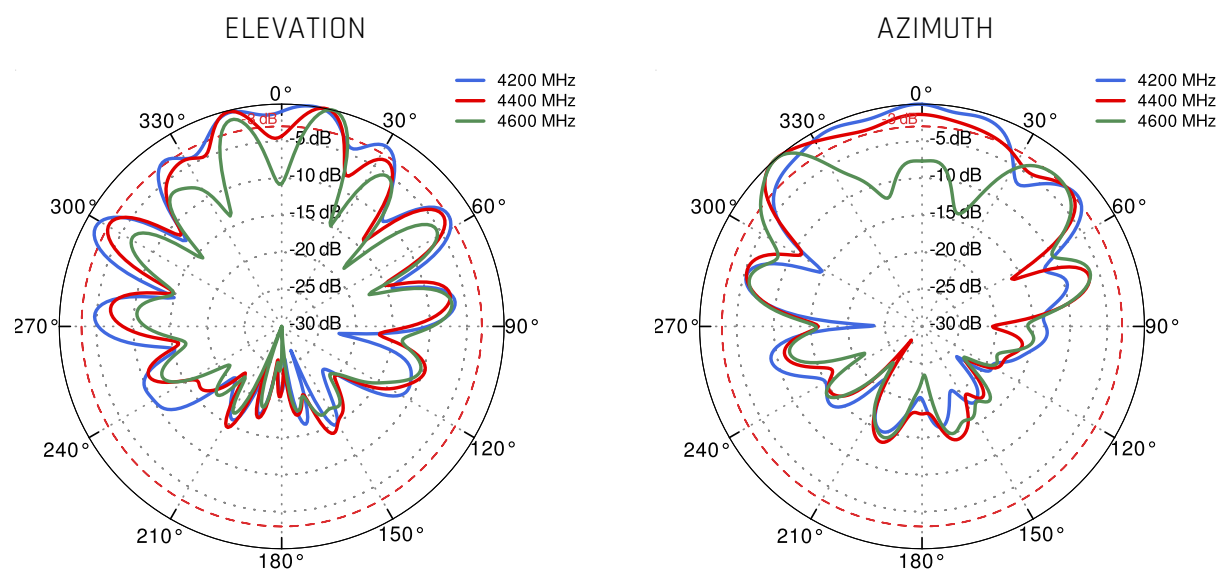 ELEVATION
4200 MHz
4400 MHz
4600 MHz
0°
330°
30°
-3 dB
-5 dB
-10 dB
300°
60°
-15 dB
-20 dB
-25 dB
270°
-30 dB
90°
240°
120°
210°
150°
180°
AZIMUTH
4200 MHz
4400 MHz
4600 MHz
0°
330°
30°
-3 dB
-5 dB
-10 dB
300°
60°
-15 dB
-20 dB
-25 dB
270°
-30 dB
90°
240°
120°
210°
150°
180°